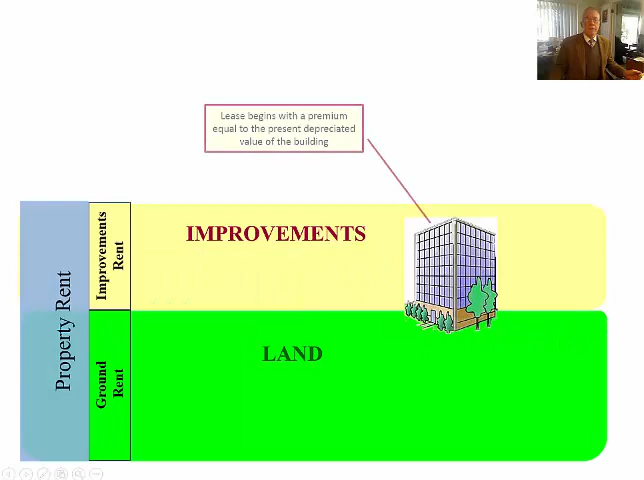 Lease begins with a premium
equal to the present depreciated
value of the building
IMPROVEMENTS
Improvements
Rent
Property Rent
LAND
Ground
Rent